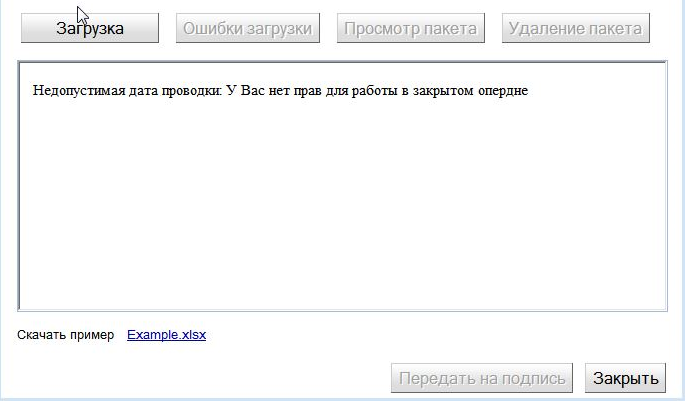 Загрузка Ошибки загрузки Просмотр пакета Удаление пакета
Недопустимая дата проводки: У Вас нет прав для работы в закрытом опердне
Скачать пример Example.xlsx
Передать на подпись Закрыть